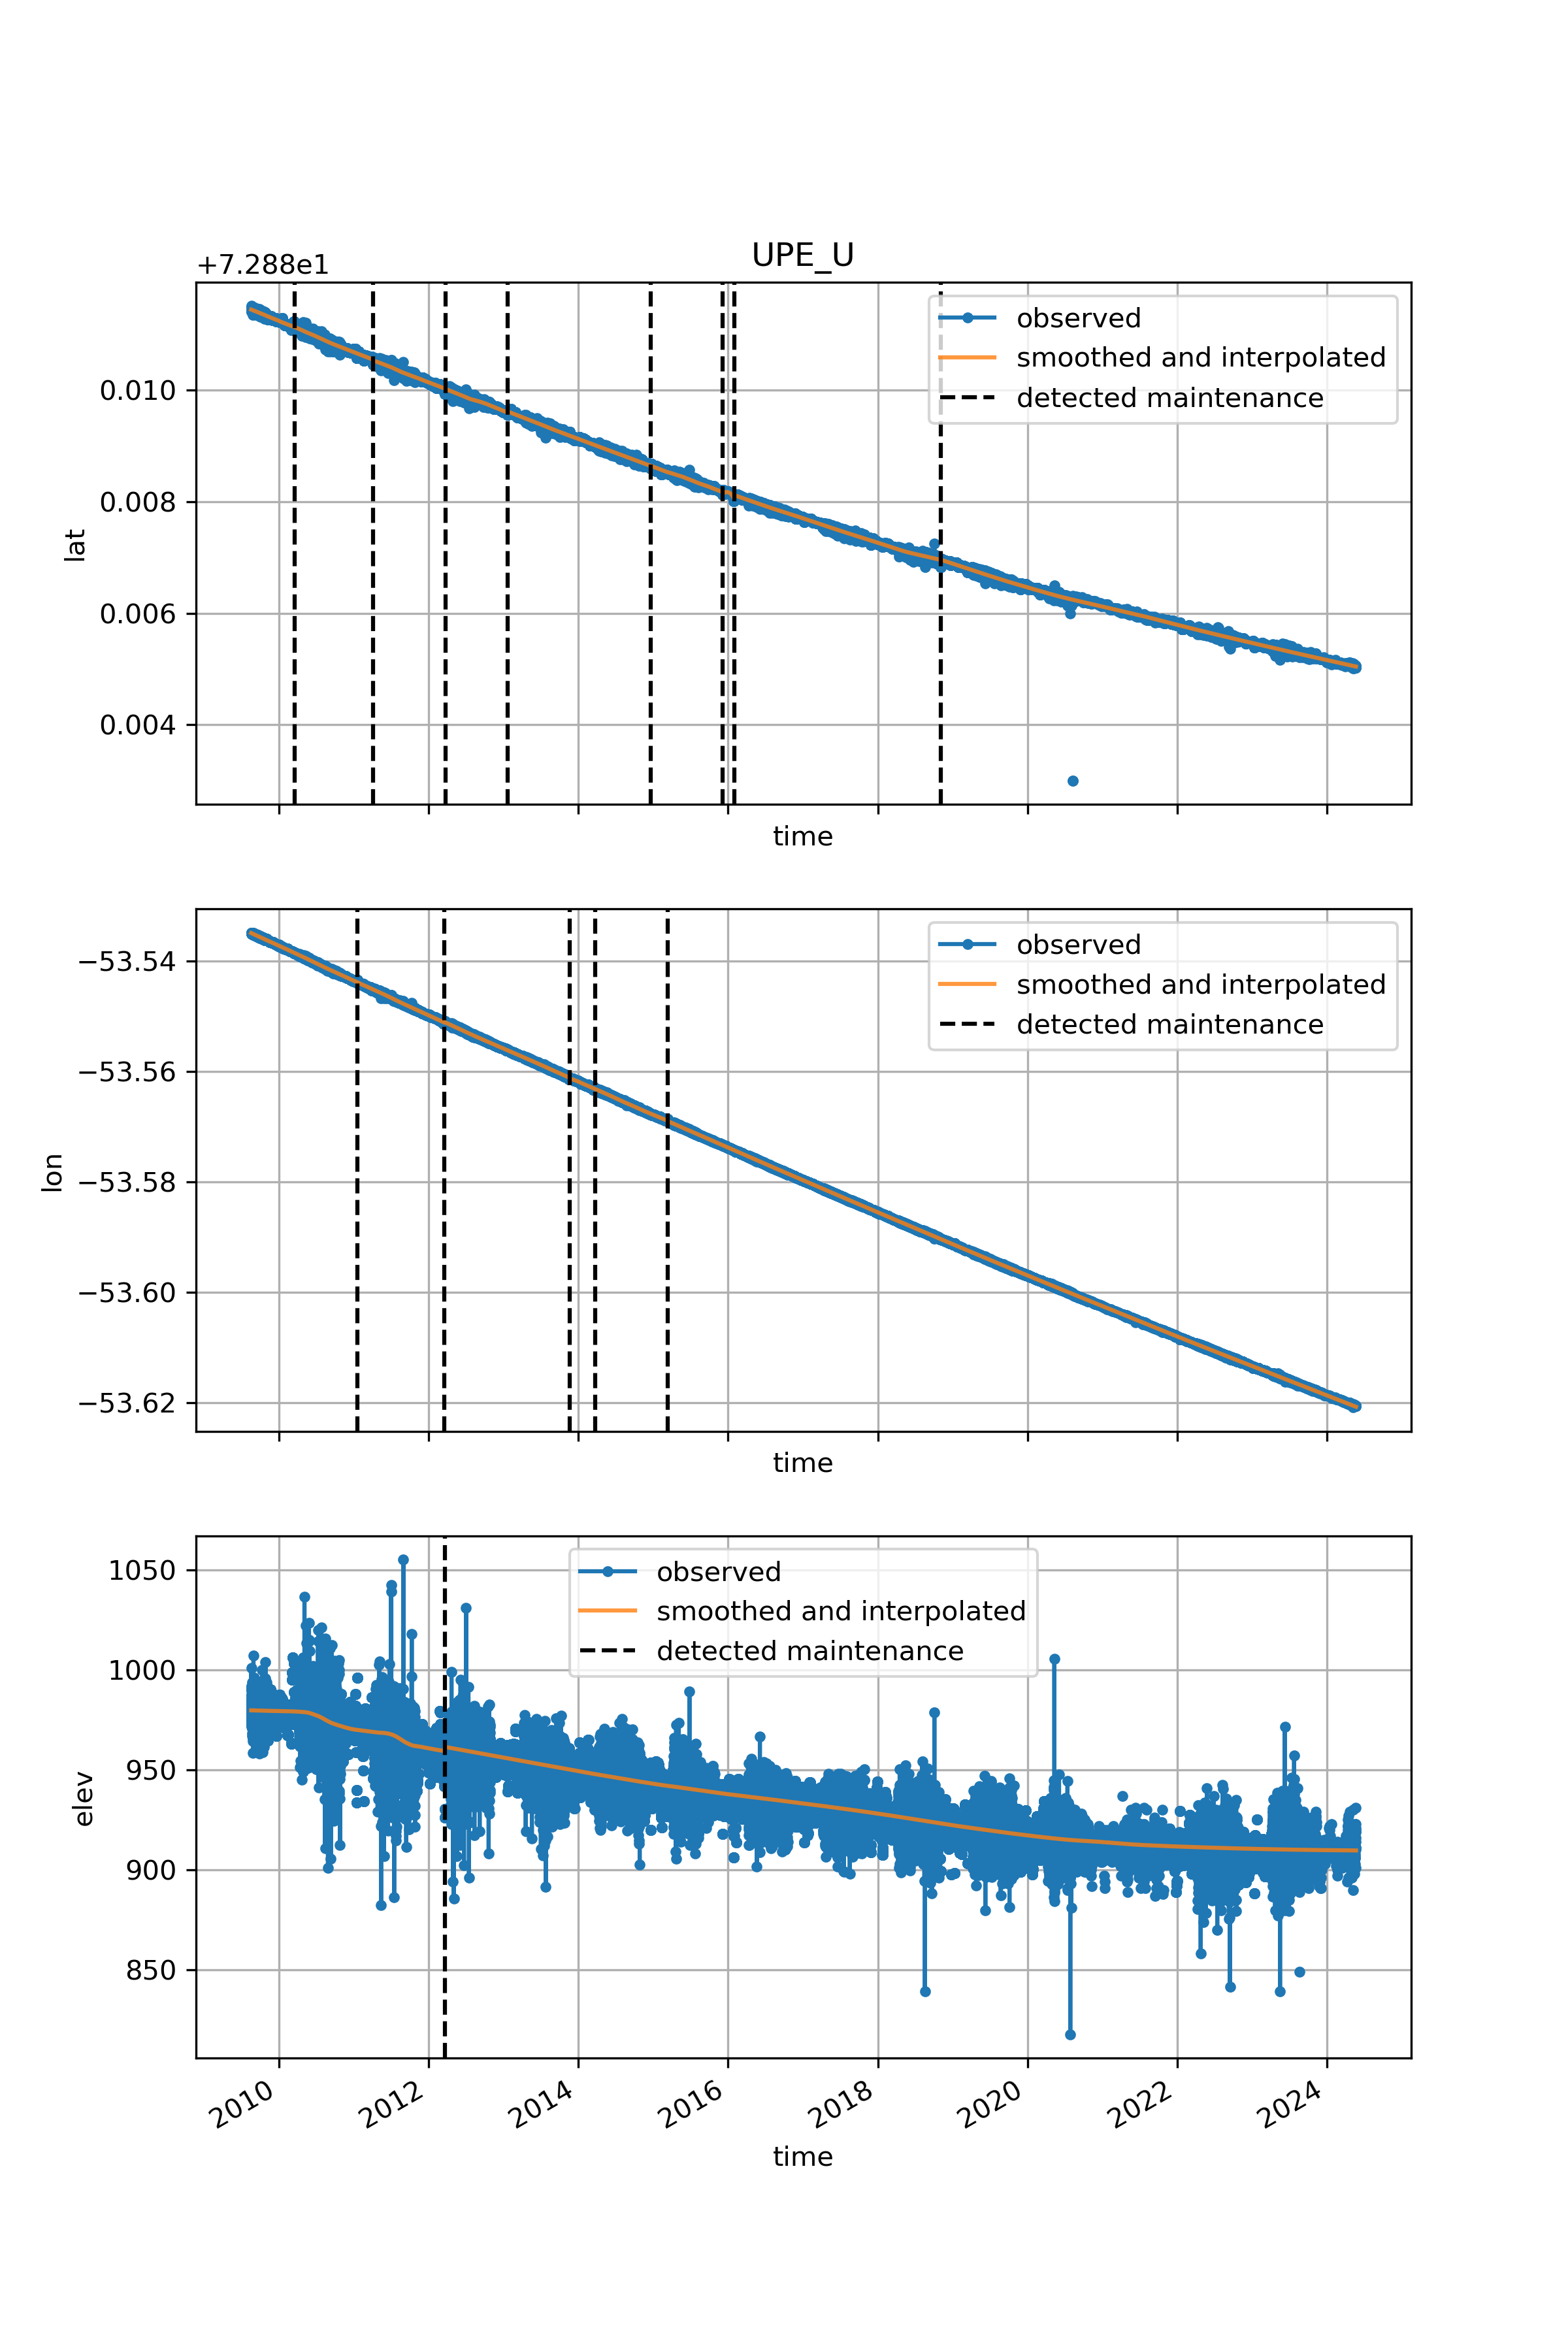 UPE_U
+7.288e1
observed
smoothed and interpolated
detected maintenance
0.010
0.008
0.006
0.004
lat
time
observed
smoothed and interpolated
detected maintenance
−53.54
−53.56
−53.58
−53.60
−53.62
lon
time
observed
smoothed and interpolated
detected maintenance
1050
1000
950
900
850
elev
2010 2012 2014 2016 2018 2020 2022 2024
time